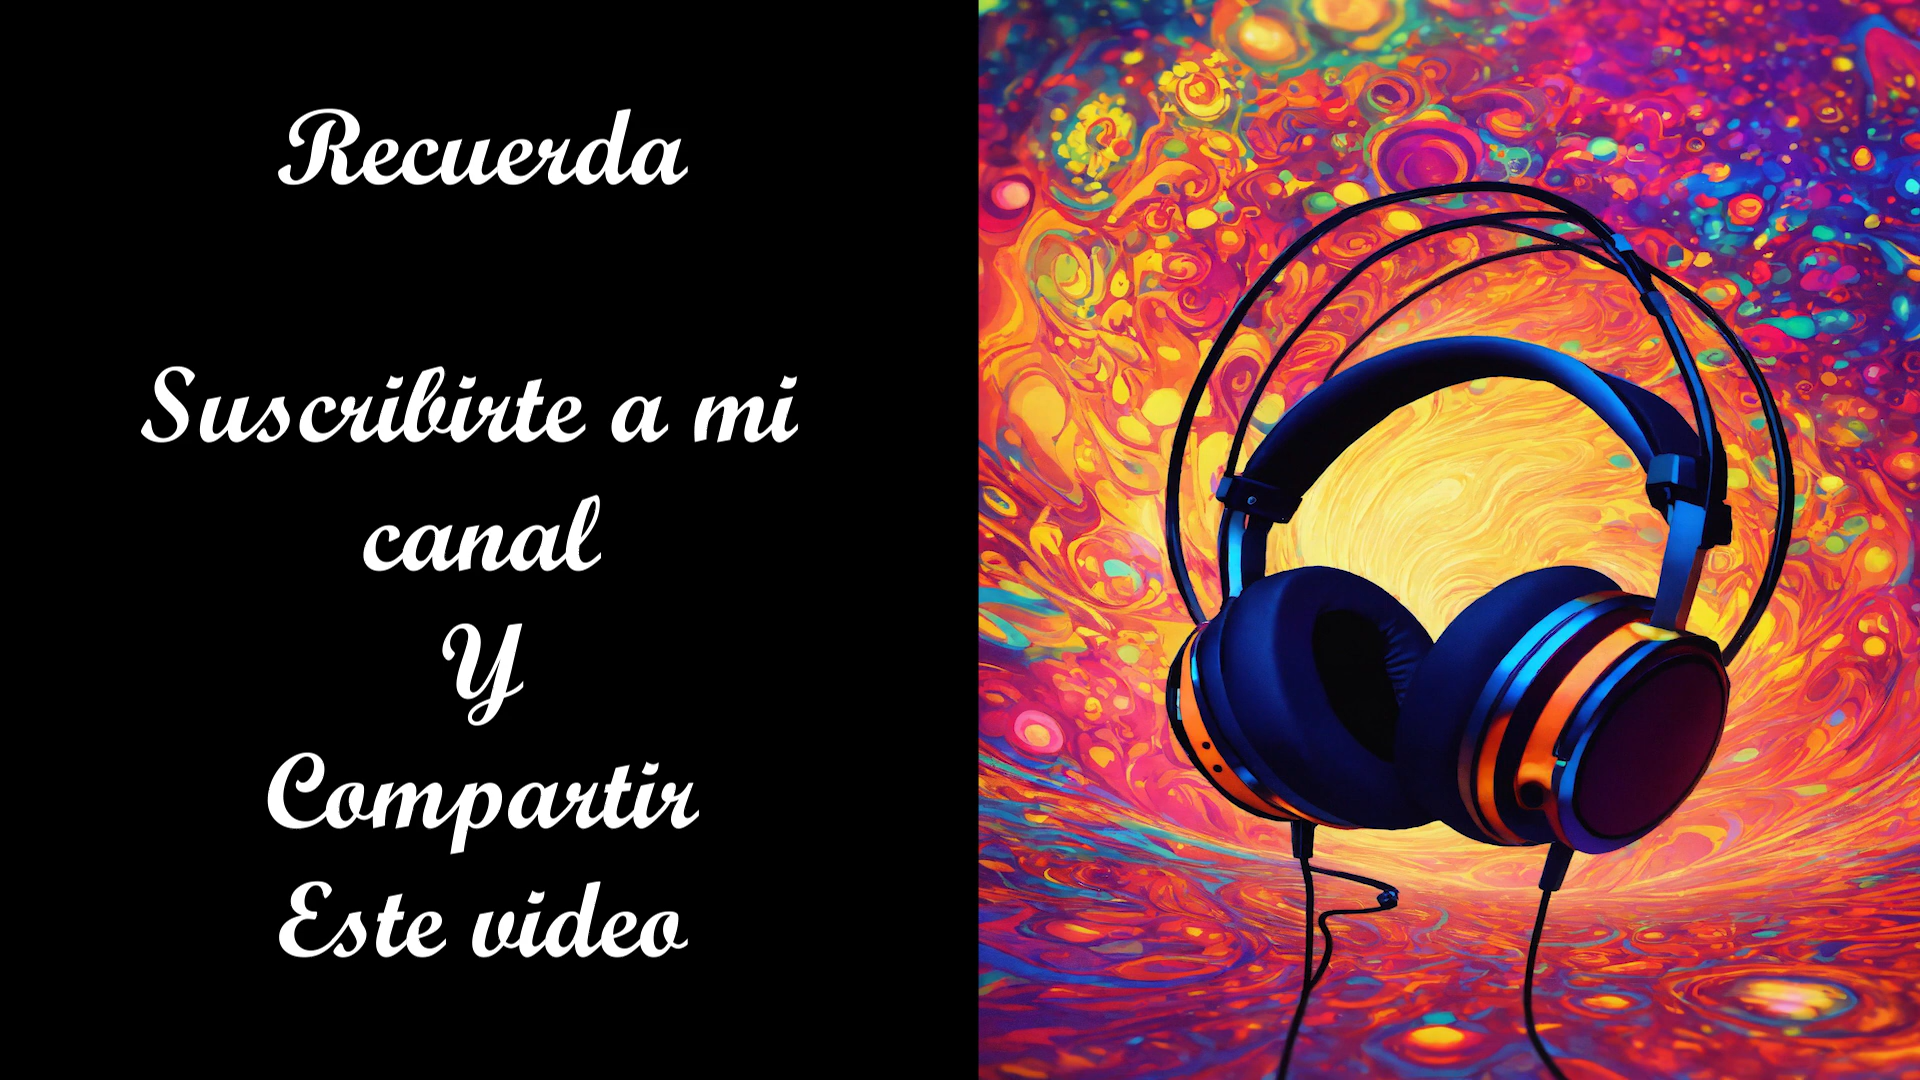 Recuerda
Suscribirte a mi
canal
Y
Compartir
Este video